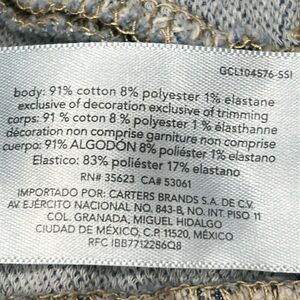 GCL104576-SSI
body: 91% cotton 8% polyester 1% elastane
exclusive of decoration exclusive of trimming
corps: 91 % coton 8 % polyester 1 % élasthanne
décoration non comprise garniture non comprise
cuerpo: 91% ALGODÓN 8% poliéster 1% elastano
Elastico: 83% poliéster 17% elastano
RN# 35623 CA# 53061
IMPORTADO POR: CARTERS BRANDS S.A. DE C.V.
AV. EJÉRCITO NACIONAL NO. 843-B, NO. INT. PISO 11
COL. GRANADA, MIGUEL HIDALGO
CIUDAD DE MÉXICO, C.P. 11520, MÉXICO
RFC IBB7712286Q8